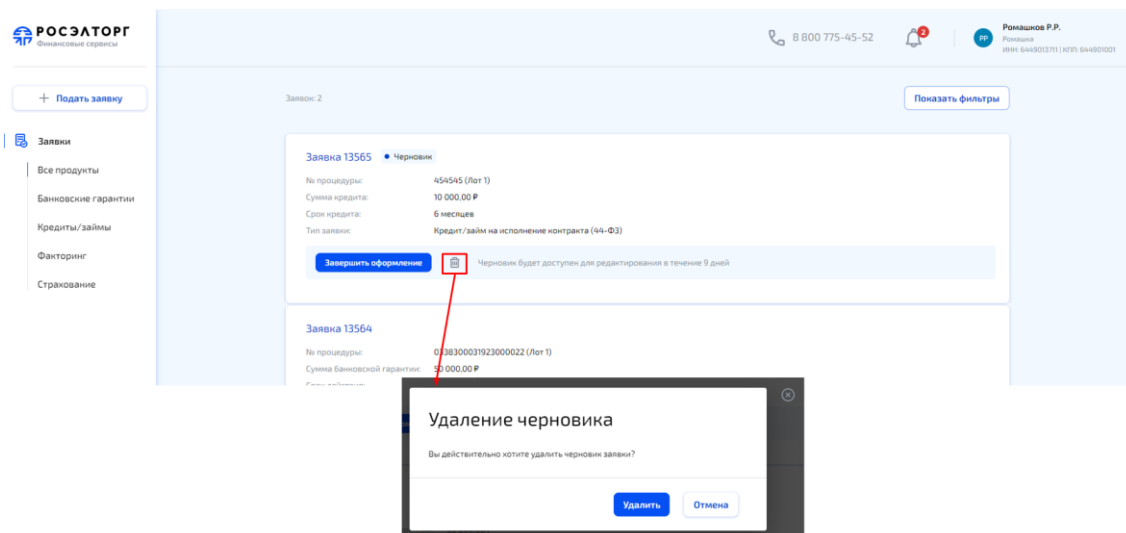 РОСЭЛТОРГ
Финансовые сервисы
8 800 775-45-52
2
РР
Ромашков Р.Р.
Ромашка
ИНН: 6449013711 | КПП: 644901001
+ Подать заявку
Заявки
Все продукты
Банковские гарантии
Кредиты/займы
Факторинг
Страхование
Заявок: 2
Показать фильтры
Заявка 13565 • Черновик
№ процедуры: 454545 (Лот 1)
Сумма кредита: 10 000,00 ₽
Срок кредита: 6 месяцев
Тип заявки: Кредит/займ на исполнение контракта (44-ФЗ)
Завершить оформление Черновик будет доступен для редактирования в течение 9 дней
Заявка 13564
№ процедуры: 0338300031923000022 (Лот 1)
Сумма банковской гарантии: 50 000,00 ₽
Удаление черновика
Вы действительно хотите удалить черновик заявки?
Удалить Отмена